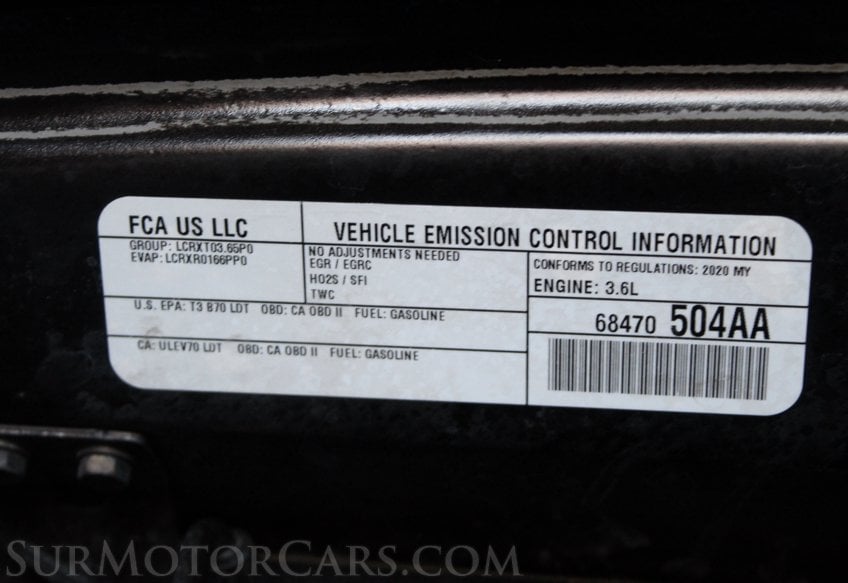 FCA US LLC
GROUP: LCRXT03.65P0
EVAP: LCRXR0166PP0
VEHICLE EMISSION CONTROL INFORMATION
NO ADJUSTMENTS NEEDED
EGR / EGRC
HO2S / SFI
TWC
CONFORMS TO REGULATIONS: 2020 MY
ENGINE: 3.6L
U.S. EPA: T3 B70 LDT OBD: CA OBD II FUEL: GASOLINE
68470 504AA
CA: ULEV70 LDT OBD: CA OBD II FUEL: GASOLINE
SURMOTORCARS.COM